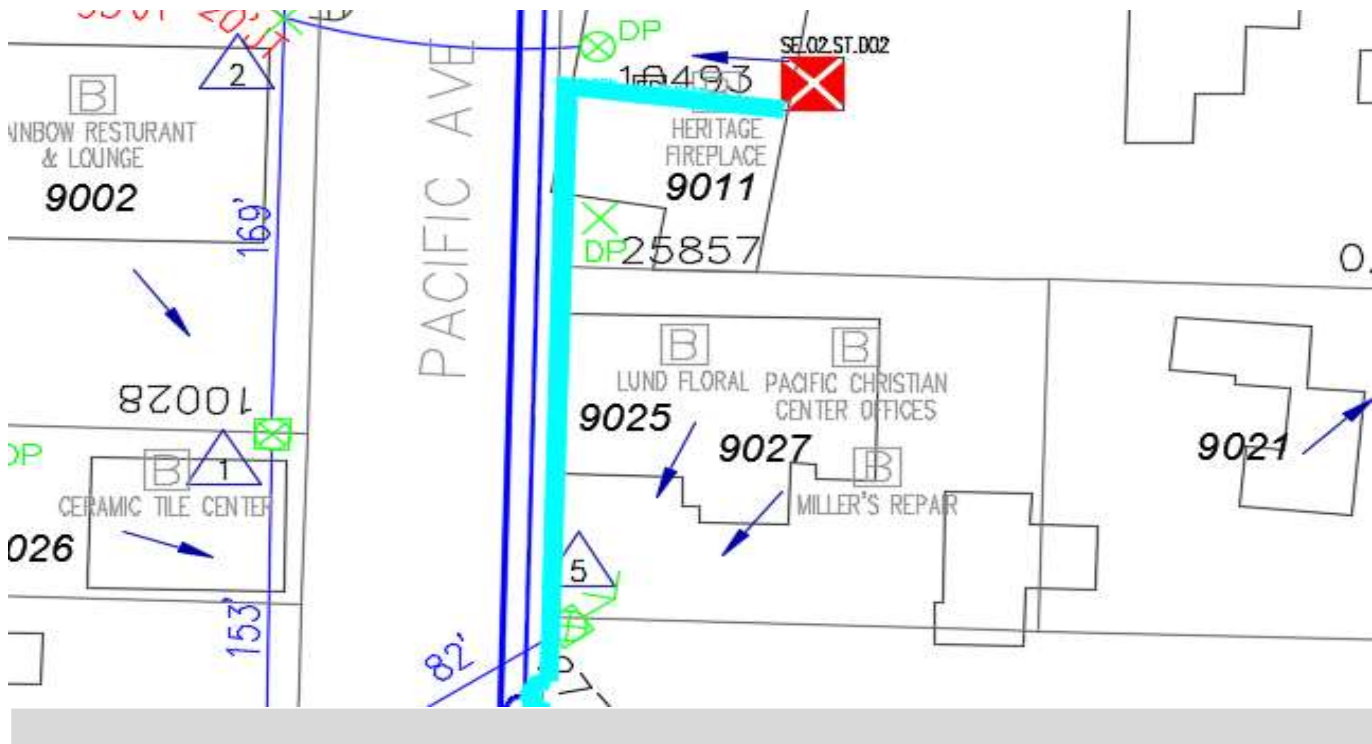 DP
SE.02.ST.D02
2
10493
B
INBOW RESTURANT
& LOUNGE
9002
PACIFIC AVE
HERITAGE
FIREPLACE
9011
169'
DP
25857
B
LUND FLORAL
9025
B
PACIFIC CHRISTIAN
CENTER OFFICES
9027
B
MILLER'S REPAIR
9021
10028
DP
1
B
CERAMIC TILE CENTER
026
5
153'
82'